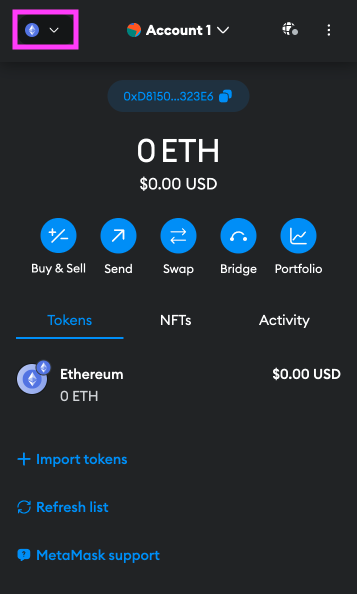 Account 1
0xD8150...323E6
0 ETH
$0.00 USD
Buy & Sell
Send
Swap
Bridge
Portfolio
Tokens
NFTs
Activity
Ethereum
$0.00 USD
0 ETH
Import tokens
Refresh list
MetaMask support